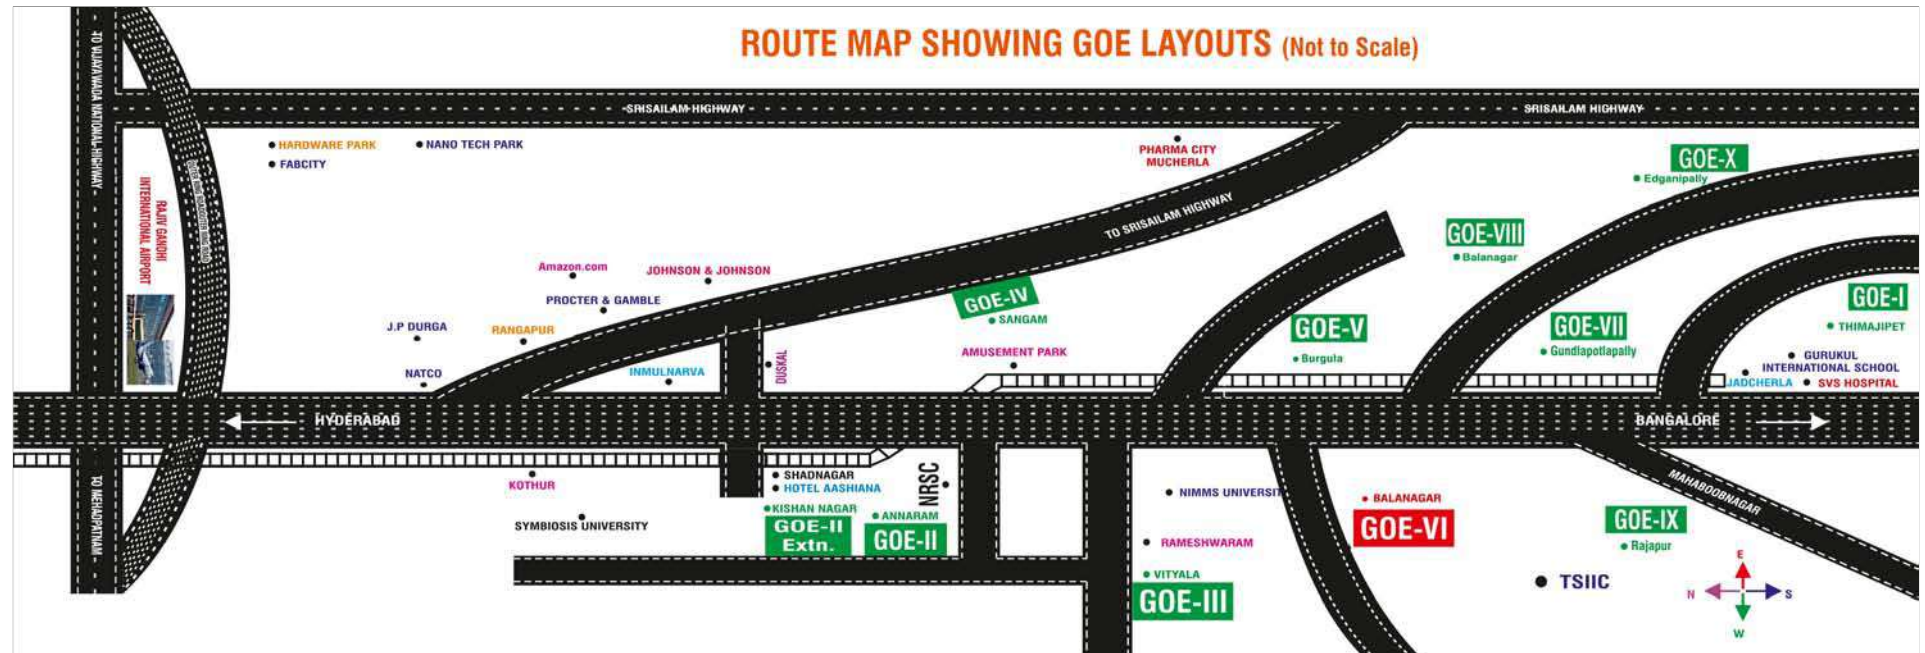 ROUTE MAP SHOWING GOE LAYOUTS (Not to Scale)
TO VIJAYAWADA NATIONAL HIGHWAY
SRISAILAM HIGHWAY
SRISAILAM HIGHWAY
HARDWARE PARK
NANO TECH PARK
FABCITY
PHARMA CITY
MUCHERLA
GOE-X
Edganipally
RAJIV GANDHI
INTERNATIONAL AIRPORT
TO SRISAILAM HIGHWAY
GOE-VIII
Balanagar
Amazon.com
JOHNSON & JOHNSON
PROCTER & GAMBLE
GOE-IV
SANGAM
GOE-I
THIMAJIPET
J.P DURGA
RANGAPUR
GOE-V
Burgula
GOE-VII
Gundlapotlapally
AMUSEMENT PARK
DUSKAL
NATCO
INMULNARVA
GURUKUL
INTERNATIONAL SCHOOL
JADCHERLA
SVS HOSPITAL
HYDERABAD
BANGALORE
TO MEHADPATNAM
KOTHUR
SHADNAGAR
HOTEL AASHIANA
NRSC
KISHAN NAGAR
GOE-II
Extn.
ANNARAM
GOE-II
SYMBIOSIS UNIVERSITY
NIMMS UNIVERSIT
RAMESHWARAM
VITYALA
GOE-III
BALANAGAR
GOE-VI
MAHABOOBNAGAR
GOE-IX
Rajapur
TSIIC
E
N
S
W